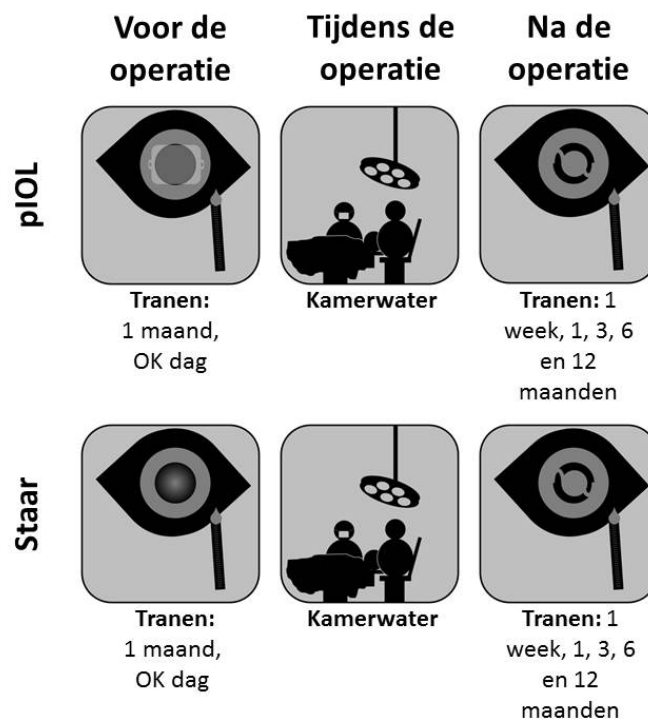 Voor de
operatie
Tijdens de
operatie
Na de
operatie
pIOL
Tranen:
1 maand,
OK dag
Kamerwater
Tranen: 1
week, 1, 3, 6
en 12
maanden
Staar
Tranen:
1 maand,
OK dag
Kamerwater
Tranen: 1
week, 1, 3, 6
en 12
maanden